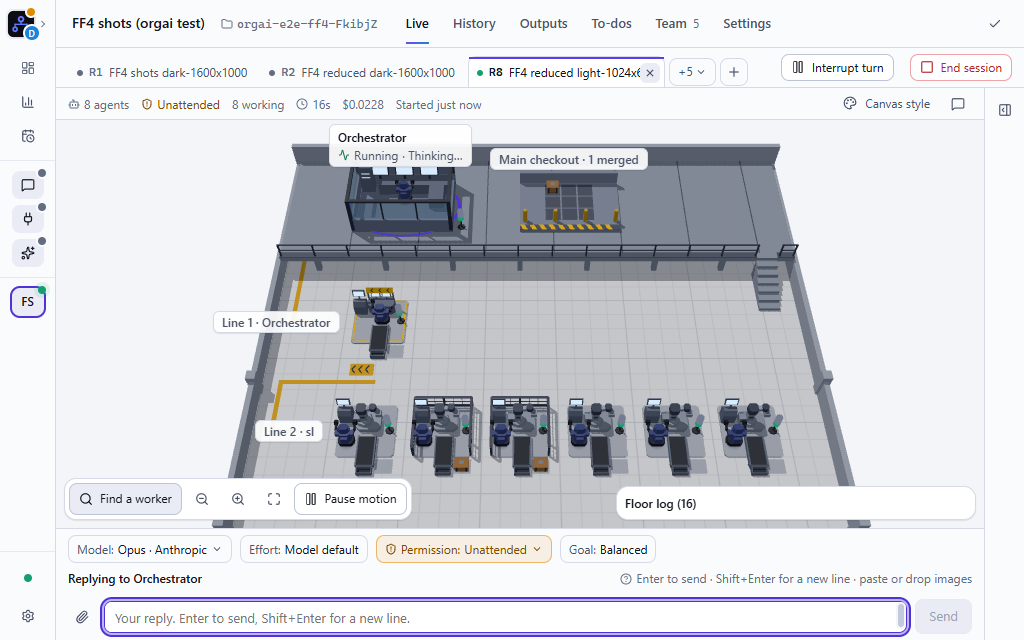 FF4 shots (orgai test)
orgai-e2e-ff4-FkibjZ
Live
History
Outputs
To-dos
Team 5
Settings
D
R1 FF4 shots dark-1600x1000
R2 FF4 reduced dark-1600x1000
R8 FF4 reduced light-1024x6
+5
Interrupt turn
End session
8 agents
Unattended
8 working
16s
$0.0228
Started just now
Canvas style
Orchestrator
Running · Thinking...
Main checkout · 1 merged
FS
Line 1 · Orchestrator
Line 2 · sl
Find a worker
Pause motion
Floor log (16)
Model: Opus · Anthropic
Effort: Model default
Permission: Unattended
Goal: Balanced
Replying to Orchestrator
Enter to send · Shift+Enter for a new line · paste or drop images
Your reply. Enter to send, Shift+Enter for a new line.
Send